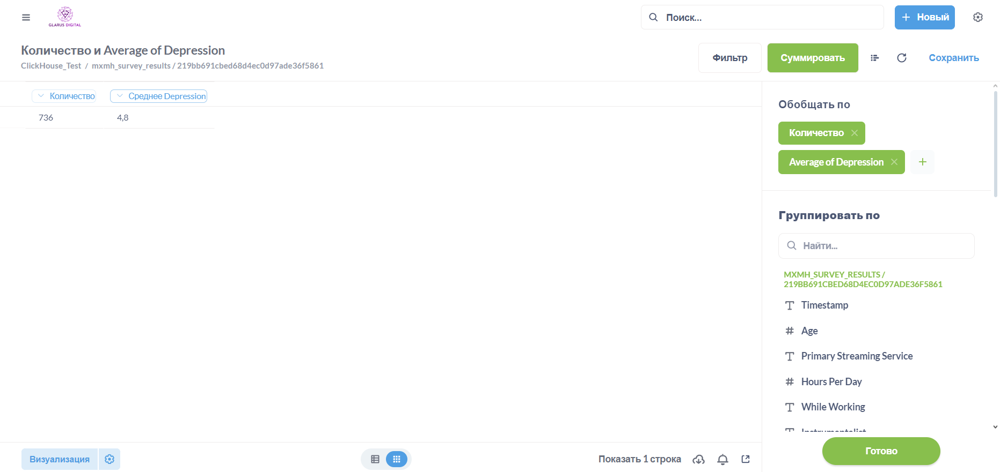 GLARUS DIGITAL
Поиск...
Новый
Количество и Average of Depression
ClickHouse_Test / mxmh_survey_results / 219bb691cbed68d4ec0d97ade36f5861
Фильтр
Суммировать
Сохранить
Количество
Среднее Depression
736
4,8
Обобщать по
Количество
Average of Depression
Группировать по
Найти...
MXMH_SURVEY_RESULTS /
219BB691CBED68D4EC0D97ADE36F5861
Timestamp
Age
Primary Streaming Service
Hours Per Day
While Working
Instrumentalist
Визуализация
Показать 1 строка
Готово